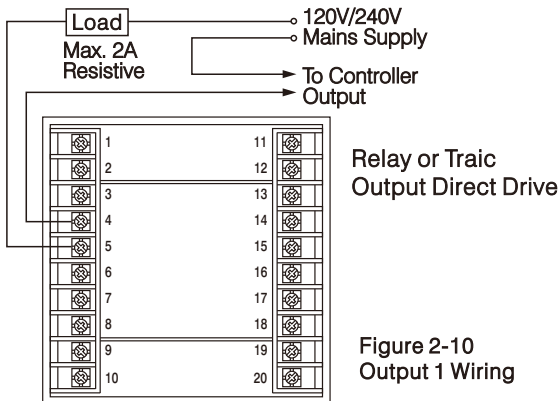 Load
120V/240V
Mains Supply
Max. 2A
Resistive
To Controller
Output
1
2
3
4
5
6
7
8
9
10
11
12
13
14
15
16
17
18
19
20
Relay or Traic
Output Direct Drive
Figure 2-10
Output 1 Wiring